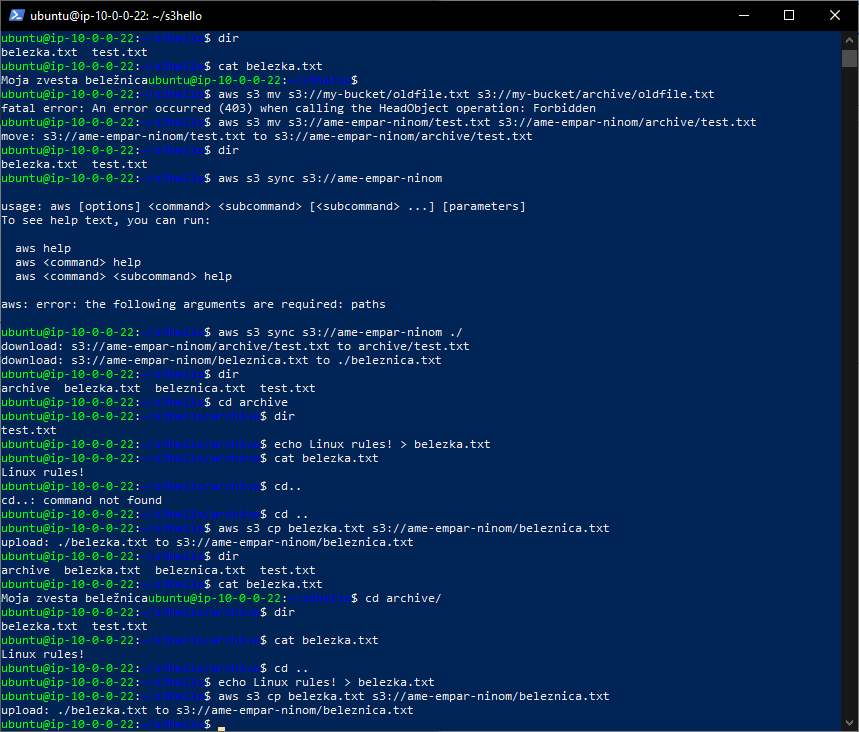 ubuntu@ip-10-0-0-22: ~/s3hello
ubuntu@ip-10-0-0-22:~/s3hello$ dir
belezka.txt  test.txt
ubuntu@ip-10-0-0-22:~/s3hello$ cat belezka.txt
Moja zvesta beležnicaubuntu@ip-10-0-0-22:~/s3hello$
ubuntu@ip-10-0-0-22:~/s3hello$ aws s3 mv s3://my-bucket/oldfile.txt s3://my-bucket/archive/oldfile.txt
fatal error: An error occurred (403) when calling the HeadObject operation: Forbidden
ubuntu@ip-10-0-0-22:~/s3hello$ aws s3 mv s3://ame-empar-ninom/test.txt s3://ame-empar-ninom/archive/test.txt
move: s3://ame-empar-ninom/test.txt to s3://ame-empar-ninom/archive/test.txt
ubuntu@ip-10-0-0-22:~/s3hello$ dir
belezka.txt  test.txt
ubuntu@ip-10-0-0-22:~/s3hello$ aws s3 sync s3://ame-empar-ninom
usage: aws [options] <command> <subcommand> [<subcommand> ...] [parameters]
To see help text, you can run:
  aws help
  aws <command> help
  aws <command> <subcommand> help
aws: error: the following arguments are required: paths
ubuntu@ip-10-0-0-22:~/s3hello$ aws s3 sync s3://ame-empar-ninom ./
download: s3://ame-empar-ninom/archive/test.txt to archive/test.txt
download: s3://ame-empar-ninom/beleznica.txt to ./beleznica.txt
ubuntu@ip-10-0-0-22:~/s3hello$ dir
archive  belezka.txt  beleznica.txt  test.txt
ubuntu@ip-10-0-0-22:~/s3hello$ cd archive
ubuntu@ip-10-0-0-22:~/s3hello/archive$ dir
test.txt
ubuntu@ip-10-0-0-22:~/s3hello/archive$ echo Linux rules! > belezka.txt
ubuntu@ip-10-0-0-22:~/s3hello/archive$ cat belezka.txt
Linux rules!
ubuntu@ip-10-0-0-22:~/s3hello/archive$ cd..
cd..: command not found
ubuntu@ip-10-0-0-22:~/s3hello/archive$ cd ..
ubuntu@ip-10-0-0-22:~/s3hello$ aws s3 cp belezka.txt s3://ame-empar-ninom/beleznica.txt
upload: ./belezka.txt to s3://ame-empar-ninom/beleznica.txt
ubuntu@ip-10-0-0-22:~/s3hello$ dir
archive  belezka.txt  beleznica.txt  test.txt
ubuntu@ip-10-0-0-22:~/s3hello$ cat belezka.txt
Moja zvesta beležnicaubuntu@ip-10-0-0-22:~/s3hello$ cd archive/
ubuntu@ip-10-0-0-22:~/s3hello/archive$ dir
belezka.txt  test.txt
ubuntu@ip-10-0-0-22:~/s3hello/archive$ cat belezka.txt
Linux rules!
ubuntu@ip-10-0-0-22:~/s3hello/archive$ cd ..
ubuntu@ip-10-0-0-22:~/s3hello$ echo Linux rules! > belezka.txt
ubuntu@ip-10-0-0-22:~/s3hello$ aws s3 cp belezka.txt s3://ame-empar-ninom/beleznica.txt
upload: ./belezka.txt to s3://ame-empar-ninom/beleznica.txt
ubuntu@ip-10-0-0-22:~/s3hello$